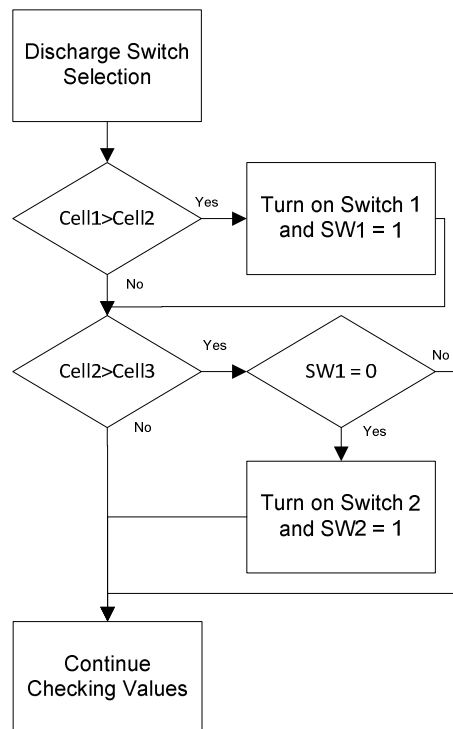 Discharge Switch
Selection
Cell1>Cell2
Yes
Turn on Switch 1
and SW1 = 1
No
Cell2>Cell3
Yes
SW1 = 0
No
No
Yes
Turn on Switch 2
and SW2 = 1
Continue
Checking Values